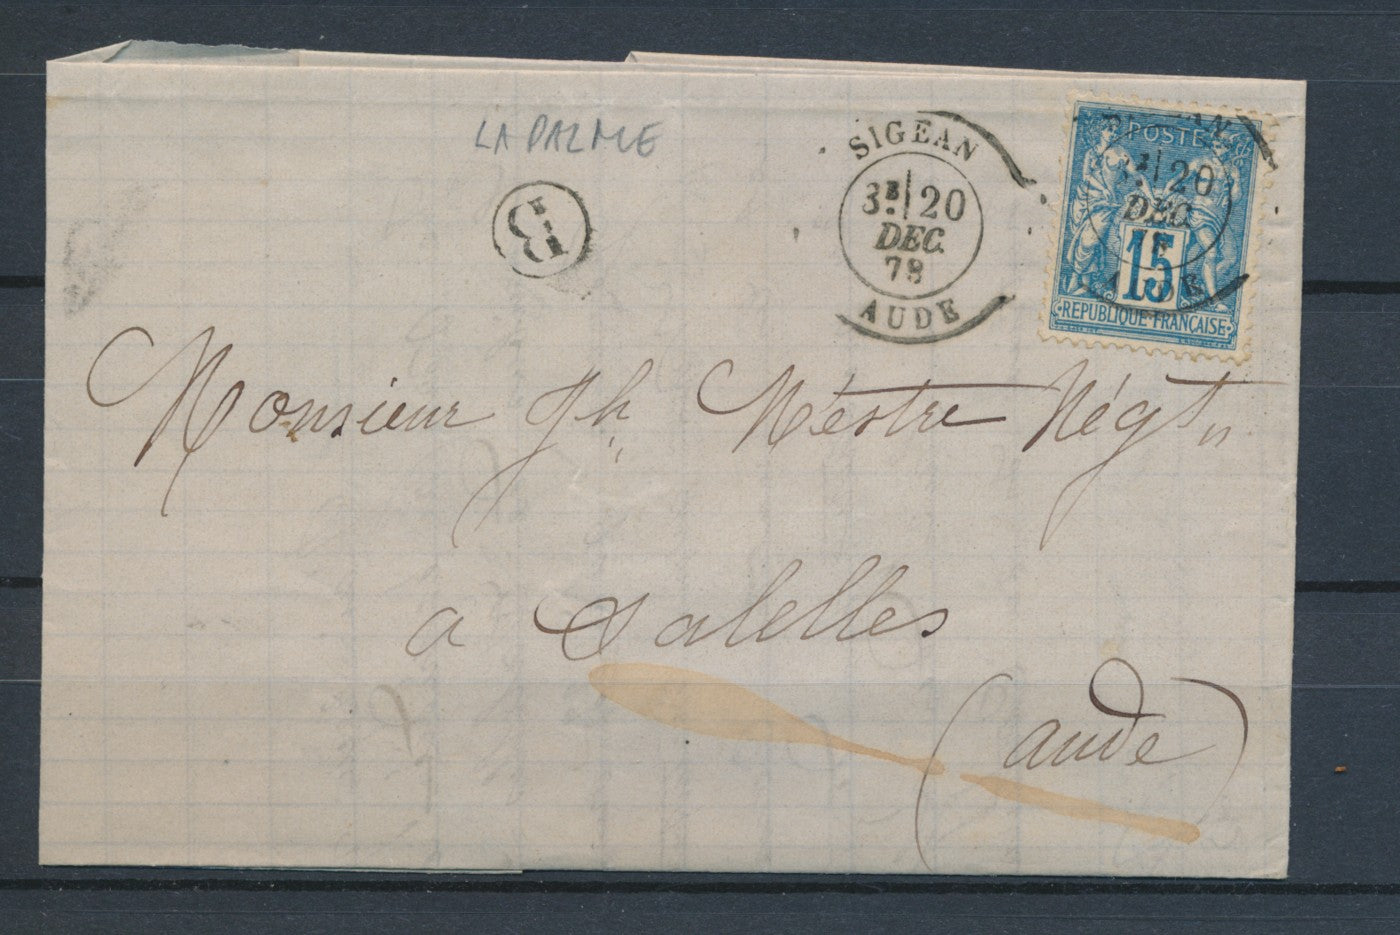 LA PALME
B
SIGEAN
3E 20
DEC.
78
AUDE
POSTE
20
DEC.
15
REPUBLIQUE FRANÇAISE
Monsieur Jh. Mestre Négt
a Salelles
(aude)